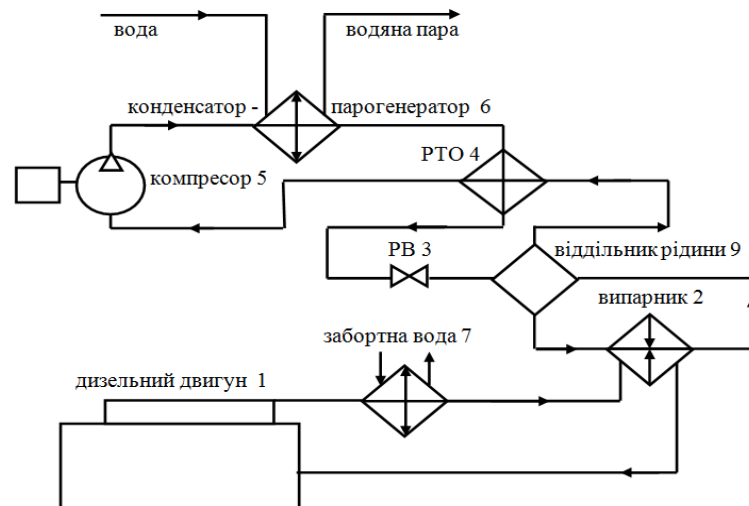 вода
водяна пара
конденсатор -
парогенератор 6
РТО 4
компресор 5
РВ 3
віддільник рідини 9
випарник 2
забортна вода 7
дизельний двигун 1